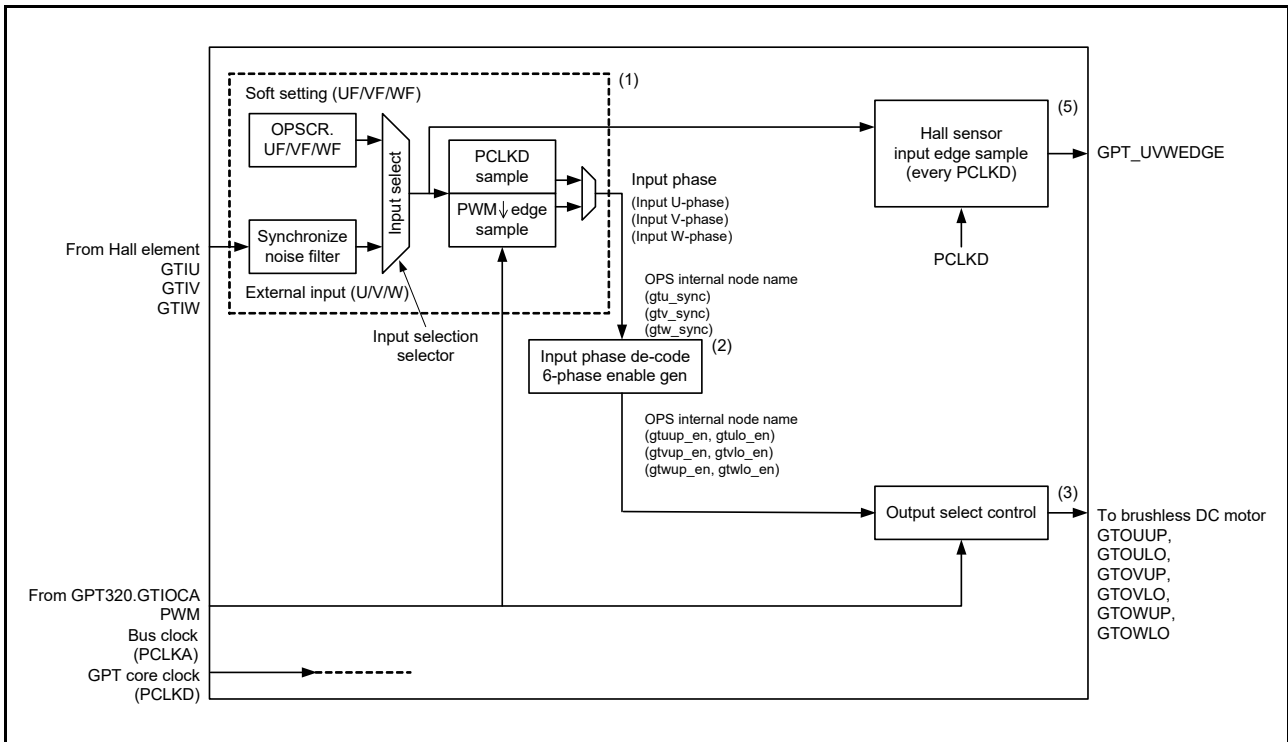 (1)
Soft setting (UF/VF/WF)
OPSCR.
UF/VF/WF
Input select
PCLKD
sample
PWM↓edge
sample
Synchronize
noise filter
External input (U/V/W)
Input selection
selector
From Hall element
GTIU
GTIV
GTIW
Input phase
(Input U-phase)
(Input V-phase)
(Input W-phase)
(5)
Hall sensor
input edge sample
(every PCLKD)
GPT_UVWEDGE
PCLKD
OPS internal node name
(gtu_sync)
(gtv_sync)
(gtw_sync)
(2)
Input phase de-code
6-phase enable gen
OPS internal node name
(gtuup_en, gtulo_en)
(gtvup_en, gtvlo_en)
(gtwup_en, gtwlo_en)
(3)
Output select control
To brushless DC motor
GTOUUP,
GTOULO,
GTOVUP,
GTOVLO,
GTOWUP,
GTOWLO
From GPT320.GTIOCA
PWM
Bus clock
(PCLKA)
GPT core clock
(PCLKD)